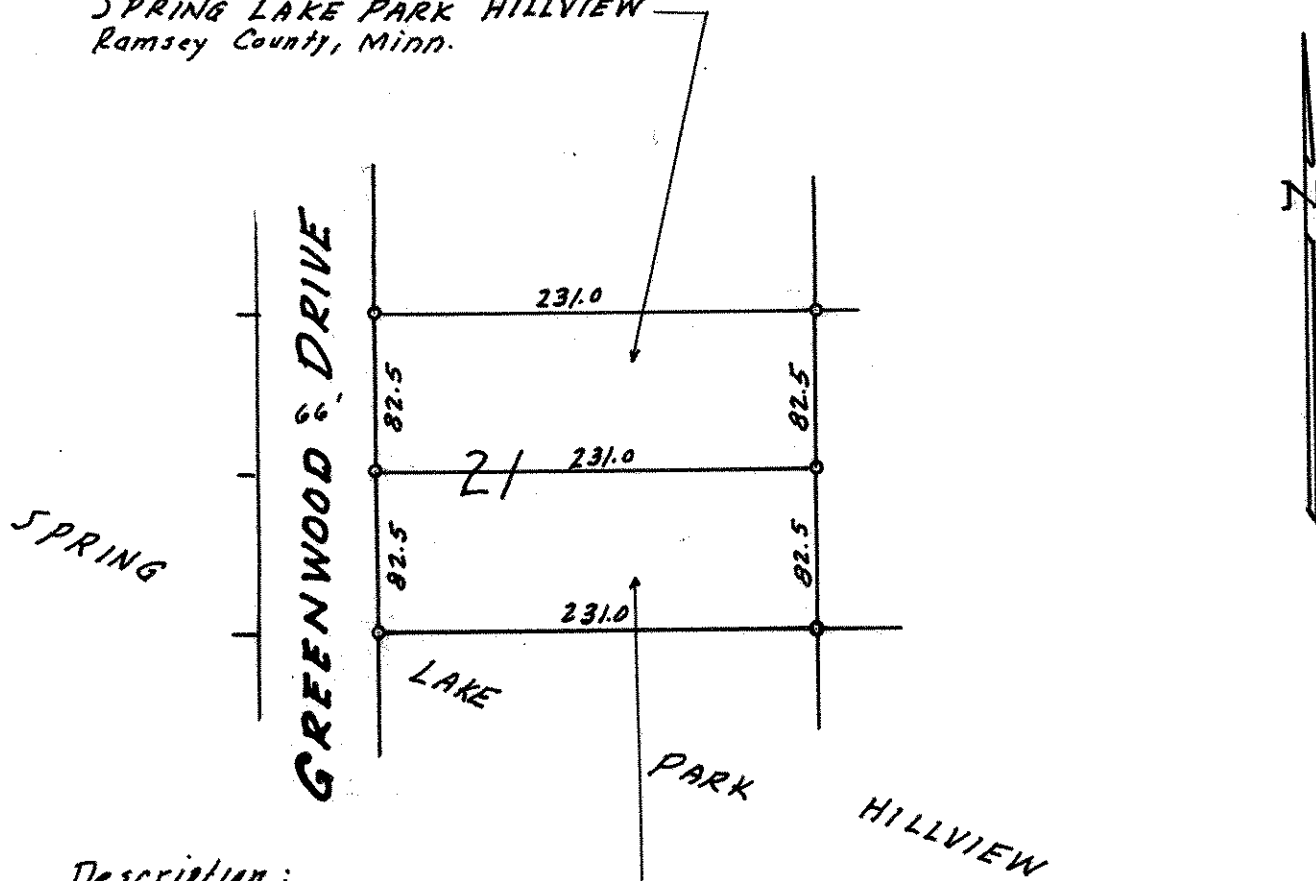 SPRING LAKE PARK HILLVIEW
Ramsey County, Minn.
N
231.0
GREENWOOD 66' DRIVE
82.5
82.5
21
231.0
82.5
82.5
231.0
SPRING
LAKE
PARK
HILLVIEW
Description: